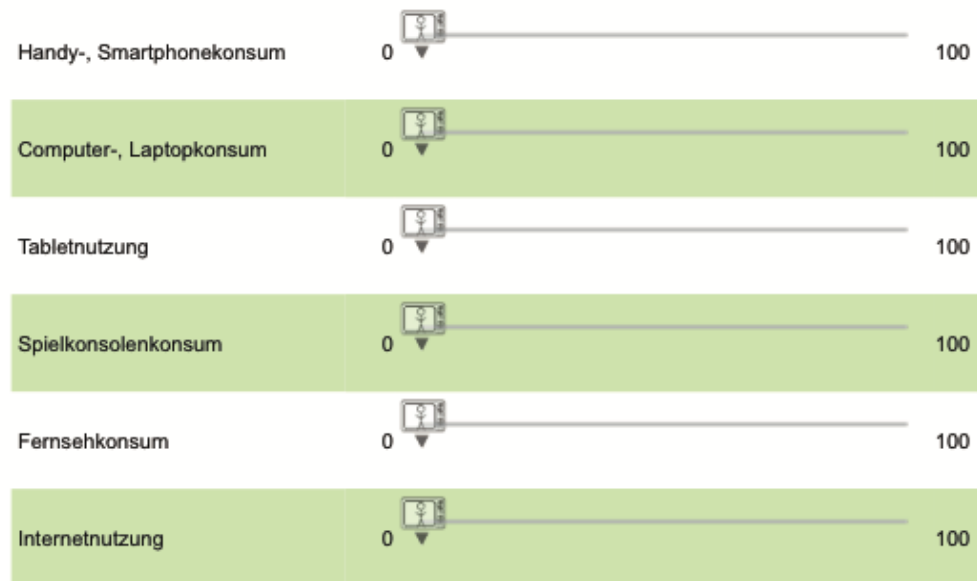 Handy-, Smartphonekonsum 0 100
Computer-, Laptopkonsum 0 100
Tabletnutzung 0 100
Spielkonsolenkonsum 0 100
Fernsehkonsum 0 100
Internetnutzung 0 100